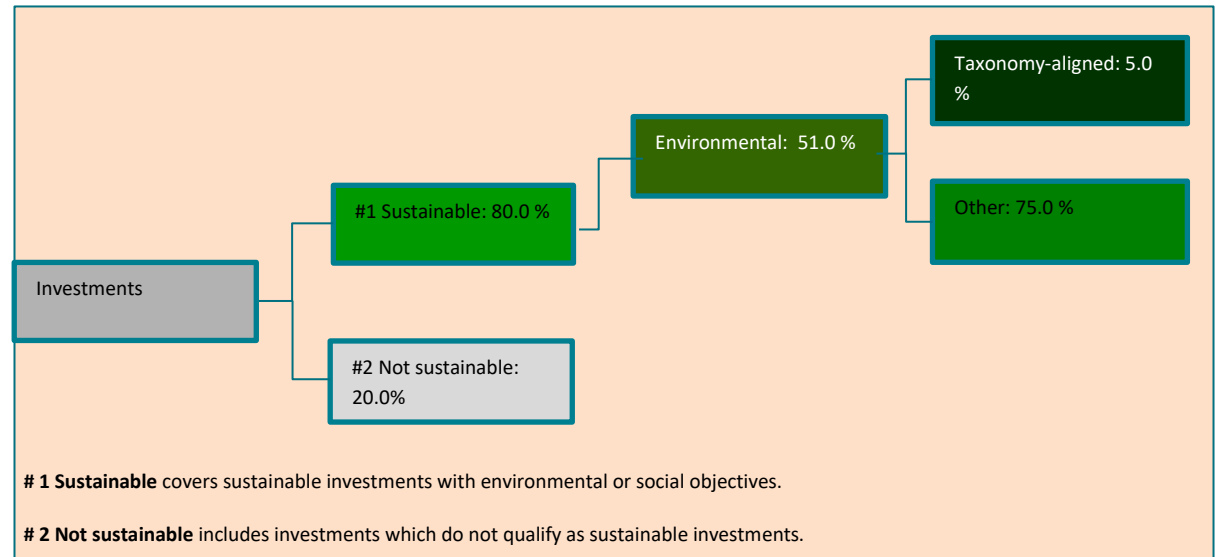 Taxonomy-aligned: 5.0
%
Environmental:  51.0 %
#1 Sustainable: 80.0 %
Other: 75.0 %
Investments
#2 Not sustainable:
20.0%
# 1 Sustainable covers sustainable investments with environmental or social objectives.
# 2 Not sustainable includes investments which do not qualify as sustainable investments.